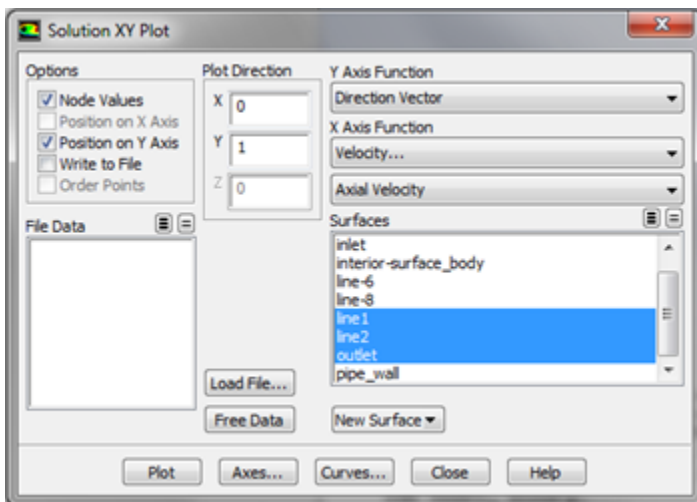 Solution XY Plot
Options
Node Values
Position on X Axis
Position on Y Axis
Write to File
Order Points
Plot Direction
X 0
Y 1
Z 0
Y Axis Function
Direction Vector
X Axis Function
Velocity...
Axial Velocity
File Data
Surfaces
inlet
interior-surface_body
line-6
line-8
line1
line2
outlet
pipe_wall
Load File...
Free Data
New Surface
Plot
Axes...
Curves...
Close
Help